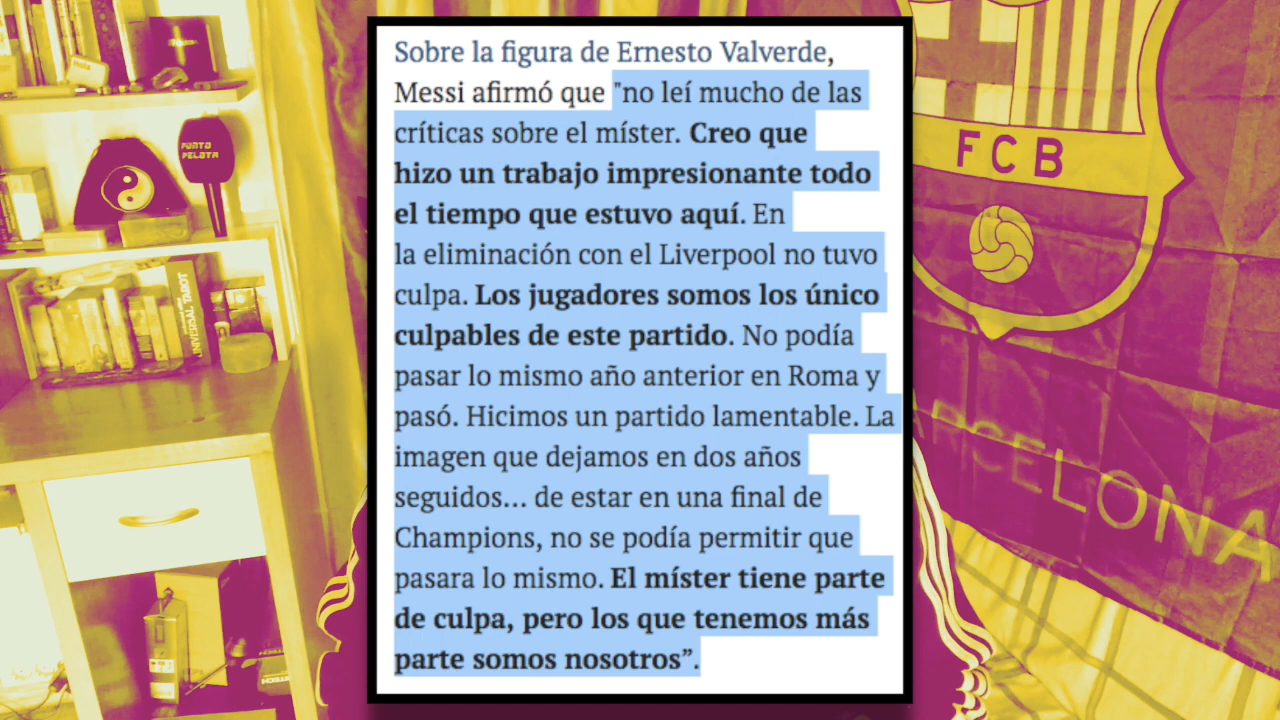 Sobre la figura de Ernesto Valverde,
Messi afirmó que "no leí mucho de las
críticas sobre el míster. Creo que
hizo un trabajo impresionante todo
el tiempo que estuvo aquí. En
la eliminación con el Liverpool no tuvo
culpa. Los jugadores somos los único
culpables de este partido. No podía
pasar lo mismo año anterior en Roma y
pasó. Hicimos un partido lamentable. La
imagen que dejamos en dos años
seguidos... de estar en una final de
Champions, no se podía permitir que
pasara lo mismo. El míster tiene parte
de culpa, pero los que tenemos más
parte somos nosotros”.
PUNTO
PELOTA
UNIVERSAL TAROT
FCB
BARCELONA